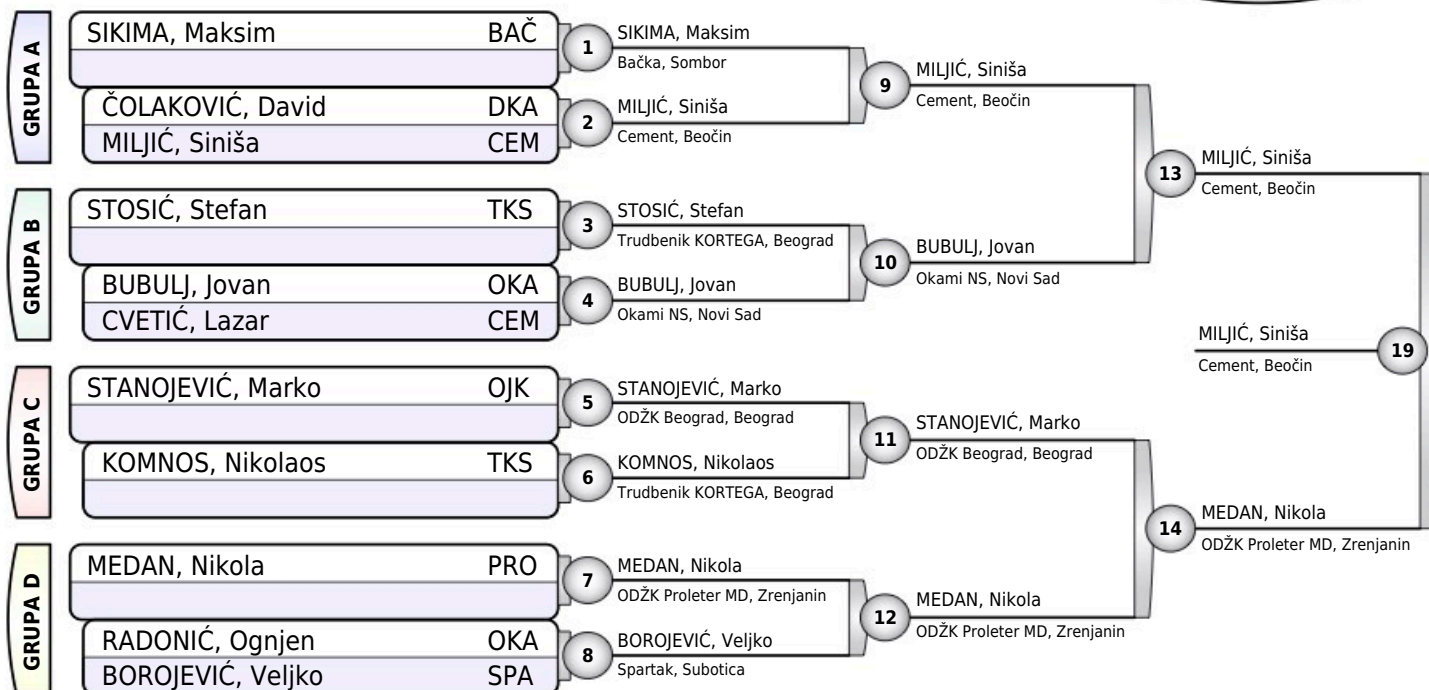 GRUPA A
SIKIMA, Maksim BAČ
ČOLAKOVIĆ, David DKA
MILJIĆ, Siniša CEM
GRUPA B
STOSIĆ, Stefan TKS
BUBULJ, Jovan OKA
CVETIĆ, Lazar CEM
GRUPA C
STANOJEVIĆ, Marko OJK
KOMNOS, Nikolaos TKS
GRUPA D
MEDAN, Nikola PRO
RADONIĆ, Ognjen OKA
BOROJEVIĆ, Veljko SPA
1
SIKIMA, Maksim
Bačka, Sombor
2
MILJIĆ, Siniša
Cement, Beočin
3
STOSIĆ, Stefan
Trudbenik KORTEGA, Beograd
4
BUBULJ, Jovan
Okami NS, Novi Sad
5
STANOJEVIĆ, Marko
ODŽK Beograd, Beograd
6
KOMNOS, Nikolaos
Trudbenik KORTEGA, Beograd
7
MEDAN, Nikola
ODŽK Proleter MD, Zrenjanin
8
BOROJEVIĆ, Veljko
Spartak, Subotica
9
MILJIĆ, Siniša
Cement, Beočin
10
BUBULJ, Jovan
Okami NS, Novi Sad
11
STANOJEVIĆ, Marko
ODŽK Beograd, Beograd
12
MEDAN, Nikola
ODŽK Proleter MD, Zrenjanin
13
MILJIĆ, Siniša
Cement, Beočin
14
MEDAN, Nikola
ODŽK Proleter MD, Zrenjanin
MILJIĆ, Siniša
Cement, Beočin
19